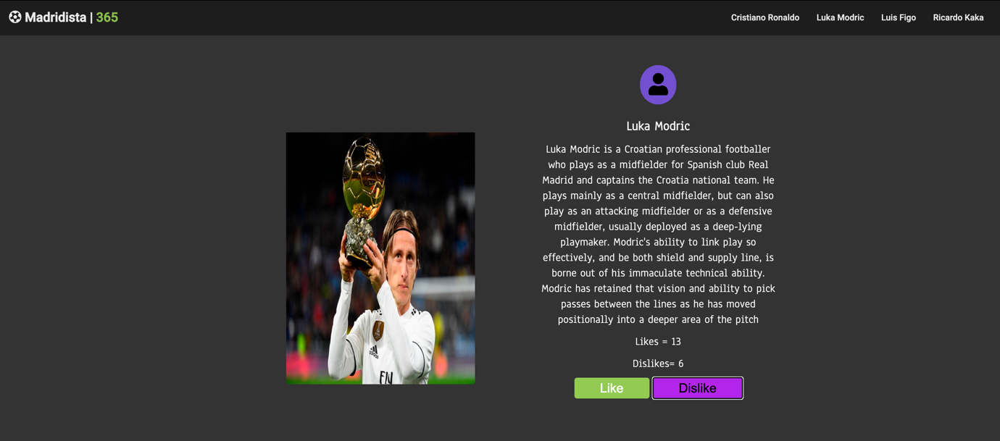 Madridista | 365
Cristiano Ronaldo
Luka Modric
Luis Figo
Ricardo Kaka
Luka Modric
Luka Modric is a Croatian professional footballer
who plays as a midfielder for Spanish club Real
Madrid and captains the Croatia national team. He
plays mainly as a central midfielder, but can also
play as an attacking midfielder or as a defensive
midfielder, usually deployed as a deep-lying
playmaker. Modric's ability to link play so
effectively, and be both shield and supply line, is
borne out of his immaculate technical ability.
Modric has retained that vision and ability to pick
passes between the lines as he has moved
positionally into a deeper area of the pitch
Likes = 13
Dislikes= 6
Like
Dislike
adidas